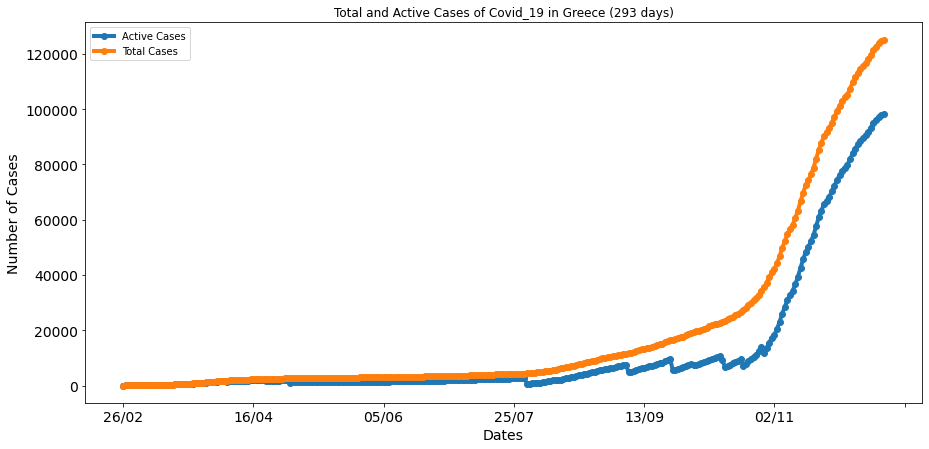 Total and Active Cases of Covid_19 in Greece (293 days)
Active Cases
Total Cases
120000
100000
80000
60000
40000
20000
0
Number of Cases
26/02
16/04
05/06
25/07
13/09
02/11
Dates